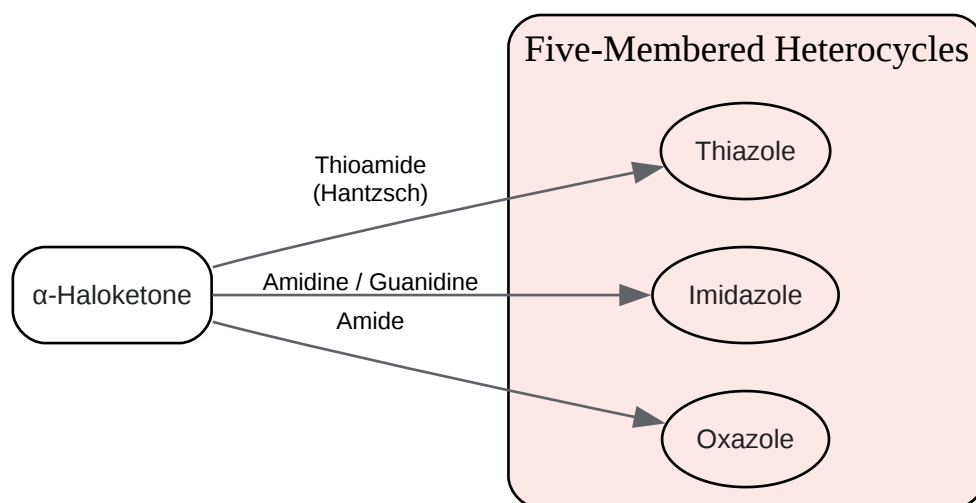 Five-Membered Heterocycles
Thiazole
Thioamide
(Hantzsch)
α-Haloketone
Amidine / Guanidine
Imidazole
Amide
Oxazole